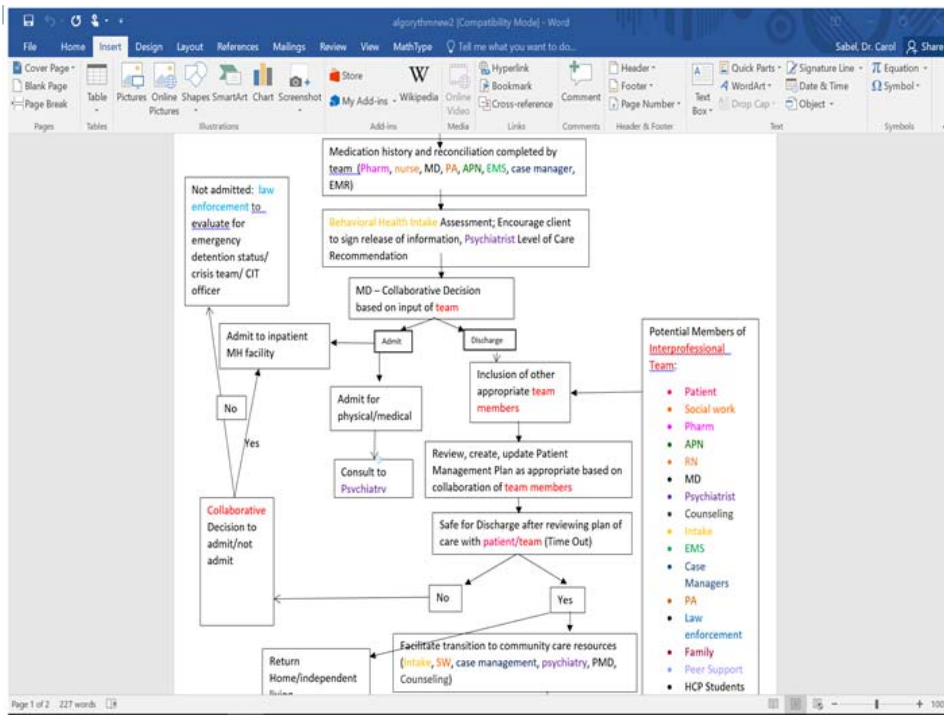 algorythmnew2 [Compatibility Mode] - Word
File Home Insert Design Layout References Mailings Review View MathType Tell me what you want to do...
Sabel, Dr. Carol Share
Cover Page
Blank Page
Page Break
Pages
Table
Tables
Pictures Online Pictures Shapes SmartArt Chart Screenshot
Illustrations
Store
My Add-ins
Wikipedia
Add-ins
Online Video
Media
Hyperlink
Bookmark
Cross-reference
Links
Comment
Comments
Header
Footer
Page Number
Header & Footer
Text Box
Quick Parts
WordArt
Drop Cap
Signature Line
Date & Time
Object
Text
Equation
Symbol
Symbols
Medication history and reconciliation completed by
team (Pharm, nurse, MD, PA, APN, EMS, case manager,
EMR)
Not admitted: law
enforcement to
evaluate for
emergency
detention status/
crisis team/ CIT
officer
Behavioral Health Intake Assessment; Encourage client
to sign release of information, Psychiatrist Level of Care
Recommendation
MD – Collaborative Decision
based on input of team
Admit to inpatient
MH facility
Admit
Discharge
Inclusion of other
appropriate team
members
Admit for
physical/medical
No
Yes
Consult to
Psychiatry
Review, create, update Patient
Management Plan as appropriate based on
collaboration of team members
Collaborative
Decision to
admit/not
admit
Safe for Discharge after reviewing plan of
care with patient/team (Time Out)
No
Yes
Facilitate transition to community care resources
(Intake, SW, case management, psychiatry, PMD,
Counseling)
Return
Home/independent
living
Potential Members of
Interprofessional
Team:
Patient
Social work
Pharm
APN
RN
MD
Psychiatrist
Counseling
Intake
EMS
Case
Managers
PA
Law
enforcement
Family
Peer Support
HCP Students
Page 1 of 2 227 words
100